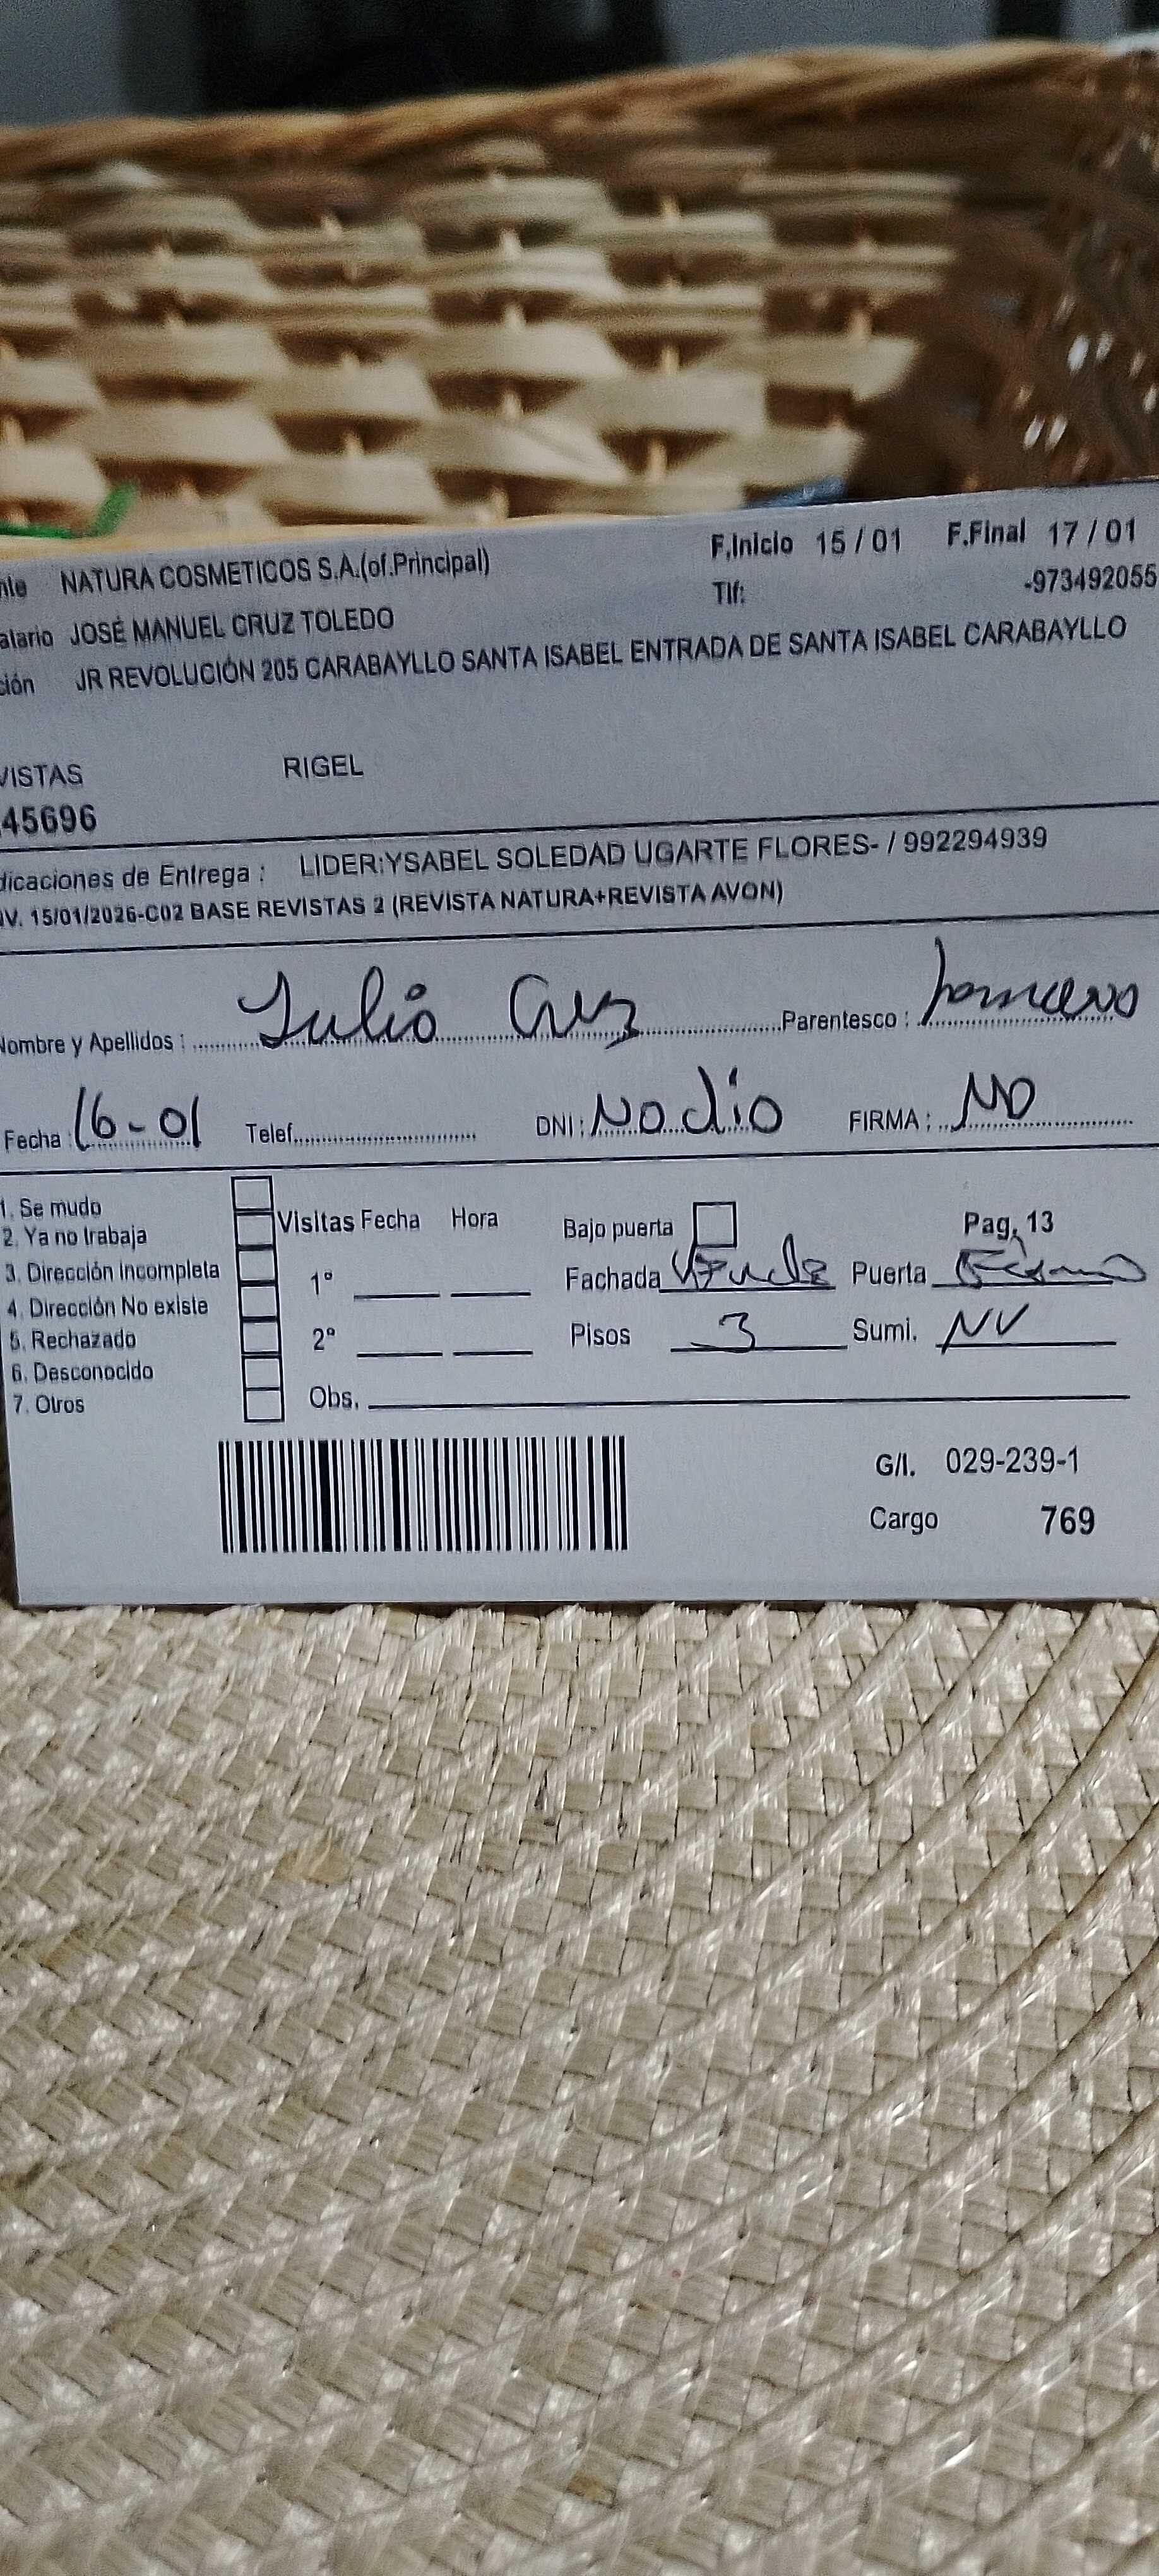 nte NATURA COSMETICOS S.A.(of.Principal) F.Inicio 15 / 01 F.Final 17 / 01
Tlf: -973492055
atario JOSÉ MANUEL CRUZ TOLEDO
ción JR REVOLUCIÓN 205 CARABAYLLO SANTA ISABEL ENTRADA DE SANTA ISABEL CARABAYLLO
VISTAS RIGEL
45696
dicaciones de Entrega : LIDER:YSABEL SOLEDAD UGARTE FLORES- / 992294939
V. 15/01/2026-C02 BASE REVISTAS 2 (REVISTA NATURA+REVISTA AVON)
Nombre y Apellidos : Julio Cruz Parentesco :
Fecha : 16-01 Telef. DNI : No dio FIRMA : NO
1. Se mudo
2. Ya no trabaja Visitas Fecha Hora Bajo puerta Pag. 13
3. Dirección incompleta 1° Fachada Puerta
4. Dirección No existe
5. Rechazado 2° Pisos 3 Sumi. NV
6. Desconocido
7. Otros Obs.
G/I. 029-239-1
Cargo 769